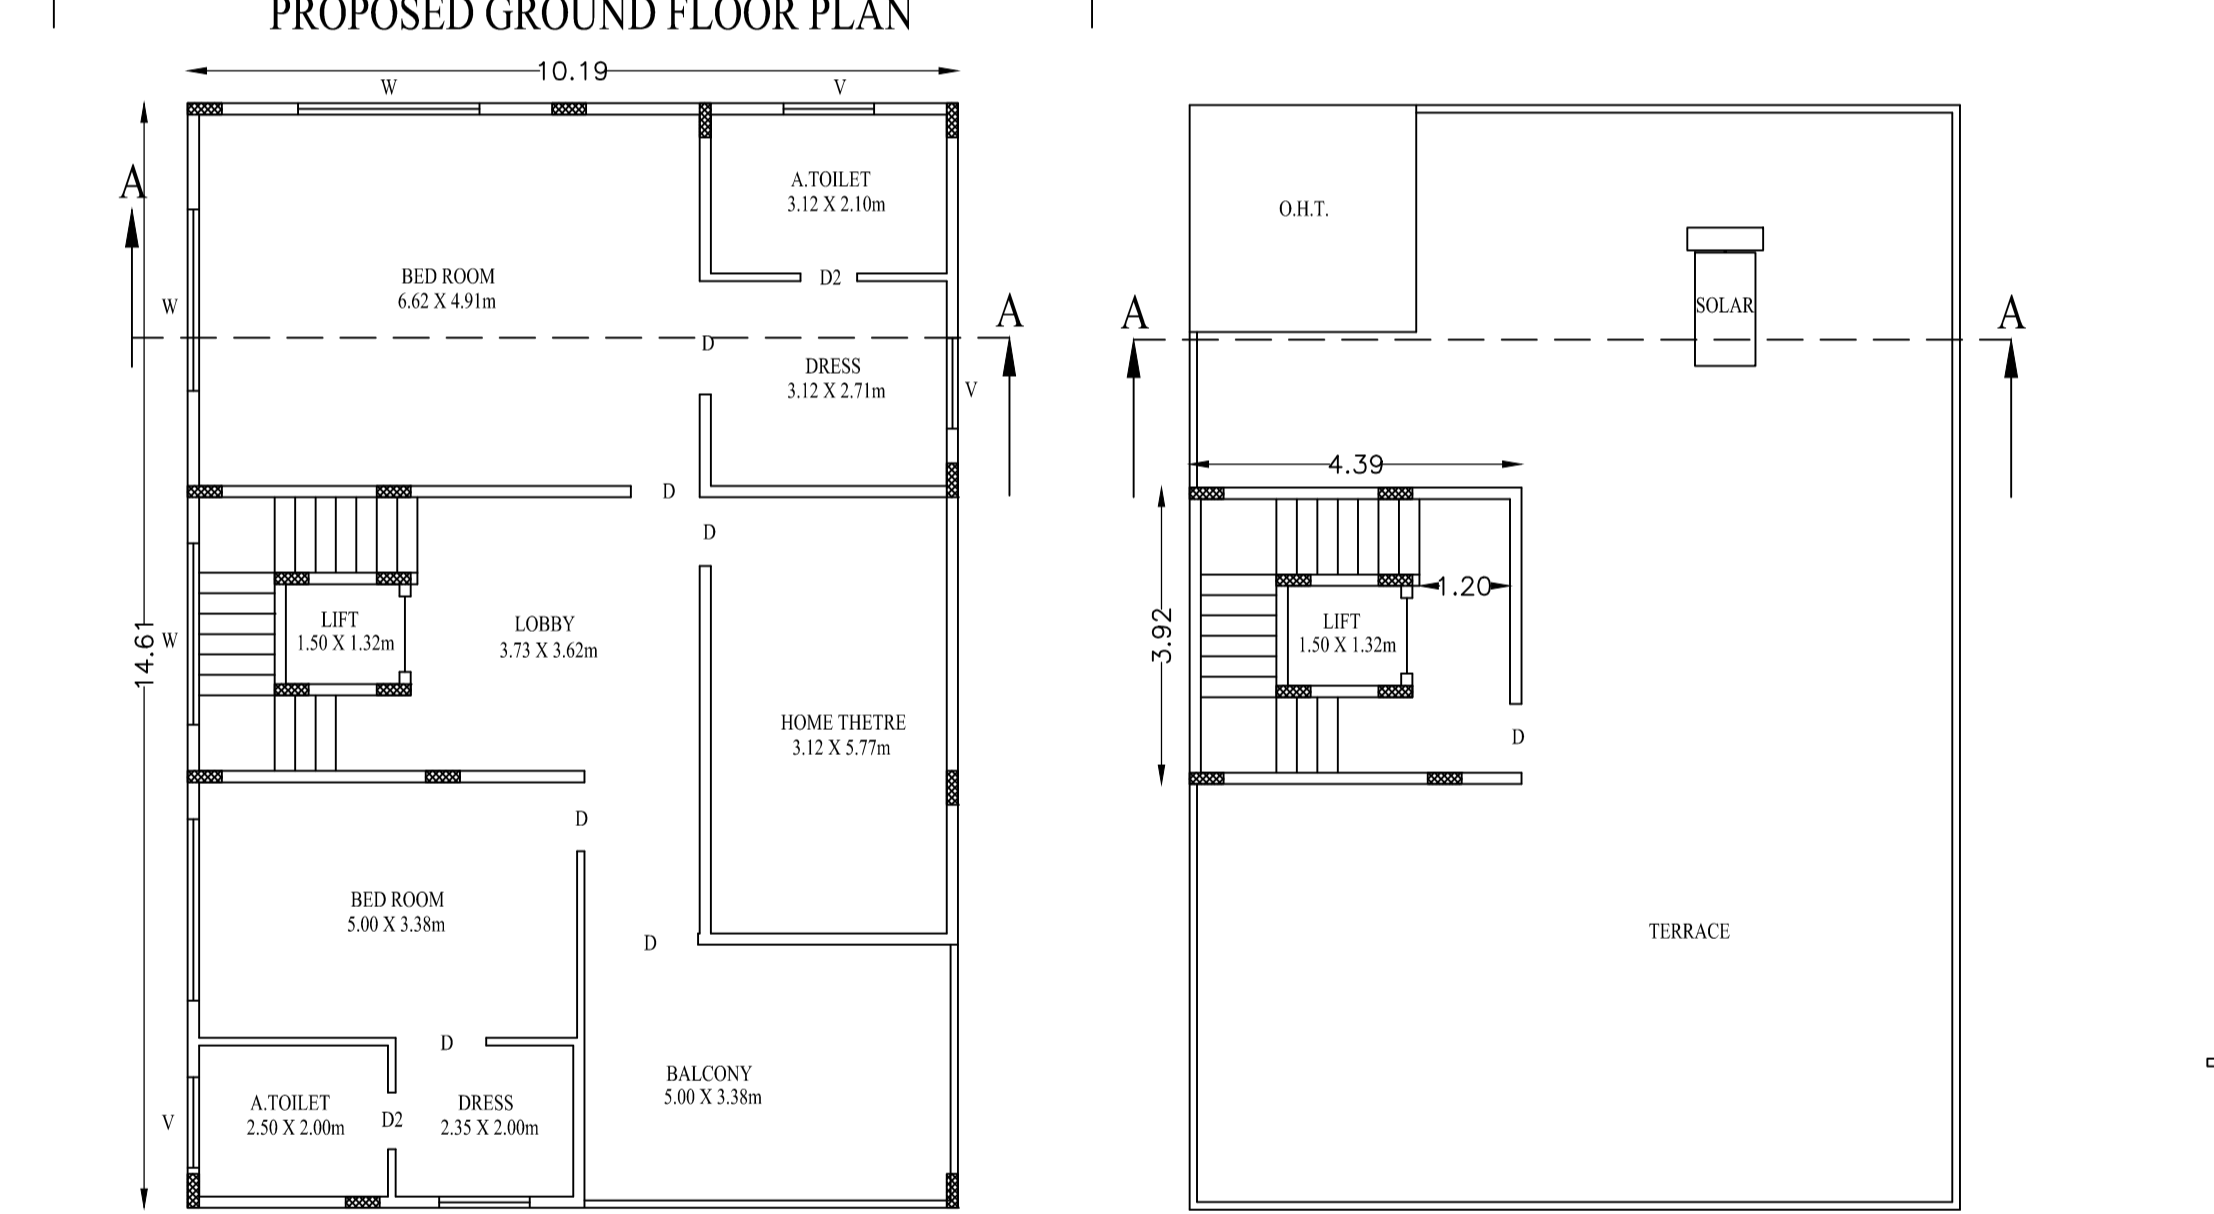 PROPOSED GROUND FLOOR PLAN
10.19
W
V
A
A.TOILET
3.12 X 2.10m
BED ROOM
6.62 X 4.91m
D2
W
A
D
DRESS
3.12 X 2.71m
V
D
D
LIFT
1.50 X 1.32m
LOBBY
3.73 X 3.62m
14.61
W
HOME THETRE
3.12 X 5.77m
D
BED ROOM
5.00 X 3.38m
D
D
BALCONY
5.00 X 3.38m
A.TOILET
2.50 X 2.00m
D2
DRESS
2.35 X 2.00m
V
O.H.T.
SOLAR
A
A
4.39
1.20
3.92
LIFT
1.50 X 1.32m
D
TERRACE